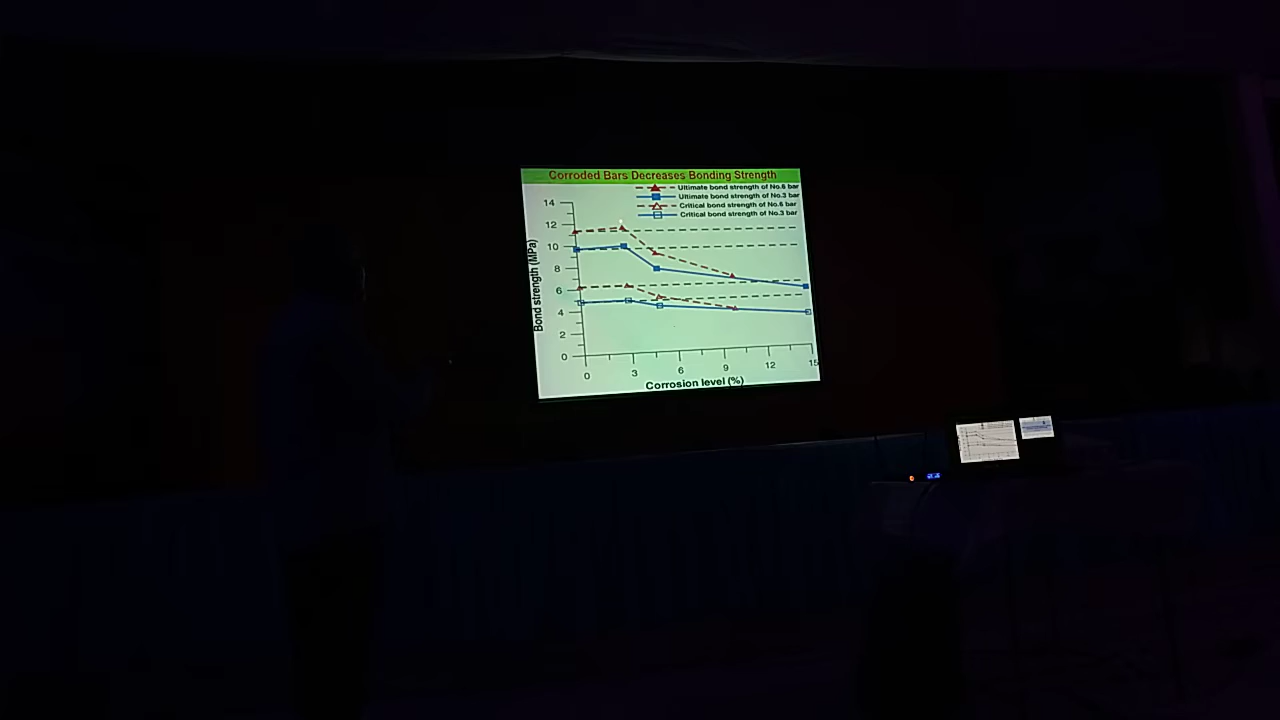 Corroded Bars Decreases Bonding Strength
Ultimate bond strength of No.6 bar
Ultimate bond strength of No.3 bar
Critical bond strength of No.6 bar
Critical bond strength of No.3 bar
Bond strength (MPa)
14
12
10
8
6
4
2
0
0 3 6 9 12 15
Corrosion level (%)